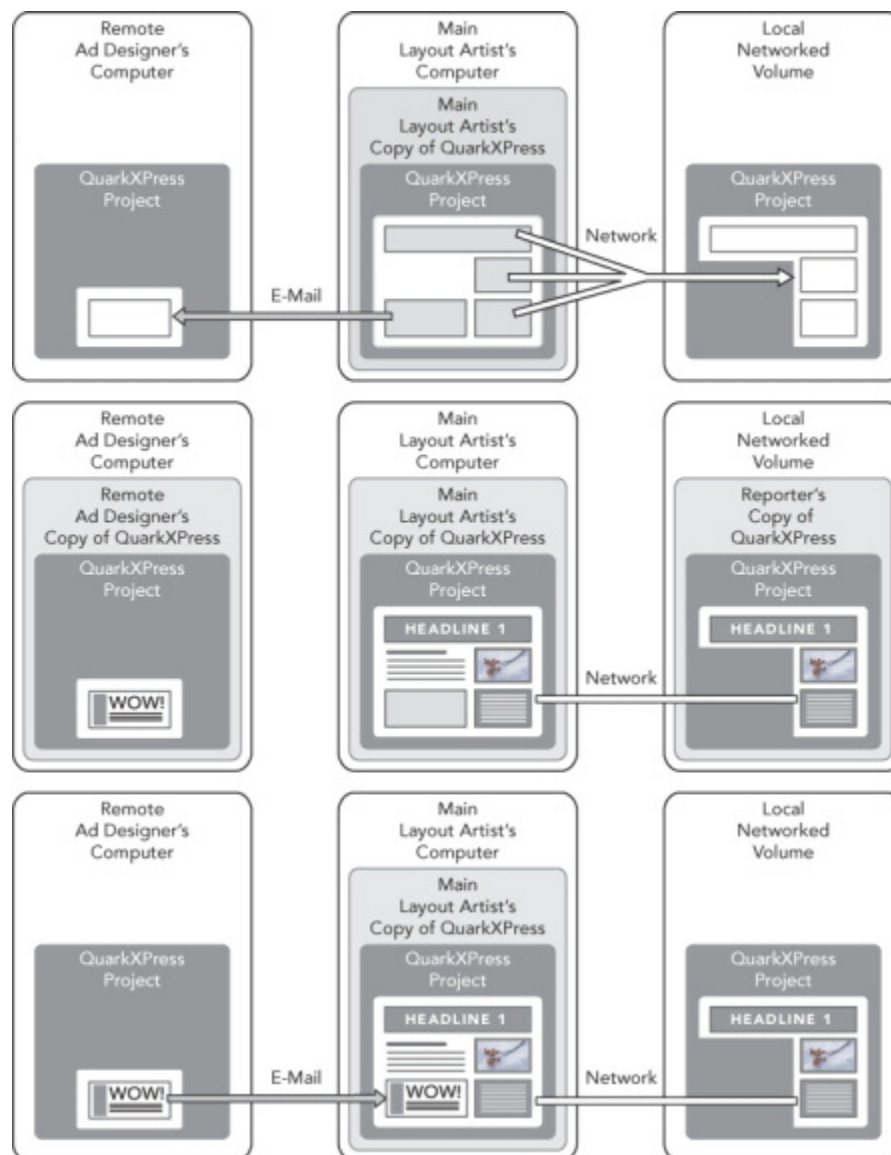 Remote
Ad Designer's
Computer
QuarkXPress
Project
E-Mail
Main
Layout Artist's
Computer
Main
Layout Artist's
Copy of QuarkXPress
QuarkXPress
Project
Network
Local
Networked
Volume
QuarkXPress
Project
Remote
Ad Designer's
Computer
Remote
Ad Designer's
Copy of QuarkXPress
QuarkXPress
Project
WOW!
Main
Layout Artist's
Computer
Main
Layout Artist's
Copy of QuarkXPress
QuarkXPress
Project
HEADLINE 1
Network
Local
Networked
Volume
Reporter's
Copy of
QuarkXPress
QuarkXPress
Project
HEADLINE 1
Remote
Ad Designer's
Computer
QuarkXPress
Project
WOW!
E-Mail
Main
Layout Artist's
Computer
Main
Layout Artist's
Copy of QuarkXPress
QuarkXPress
Project
HEADLINE 1
WOW!
Network
Local
Networked
Volume
QuarkXPress
Project
HEADLINE 1